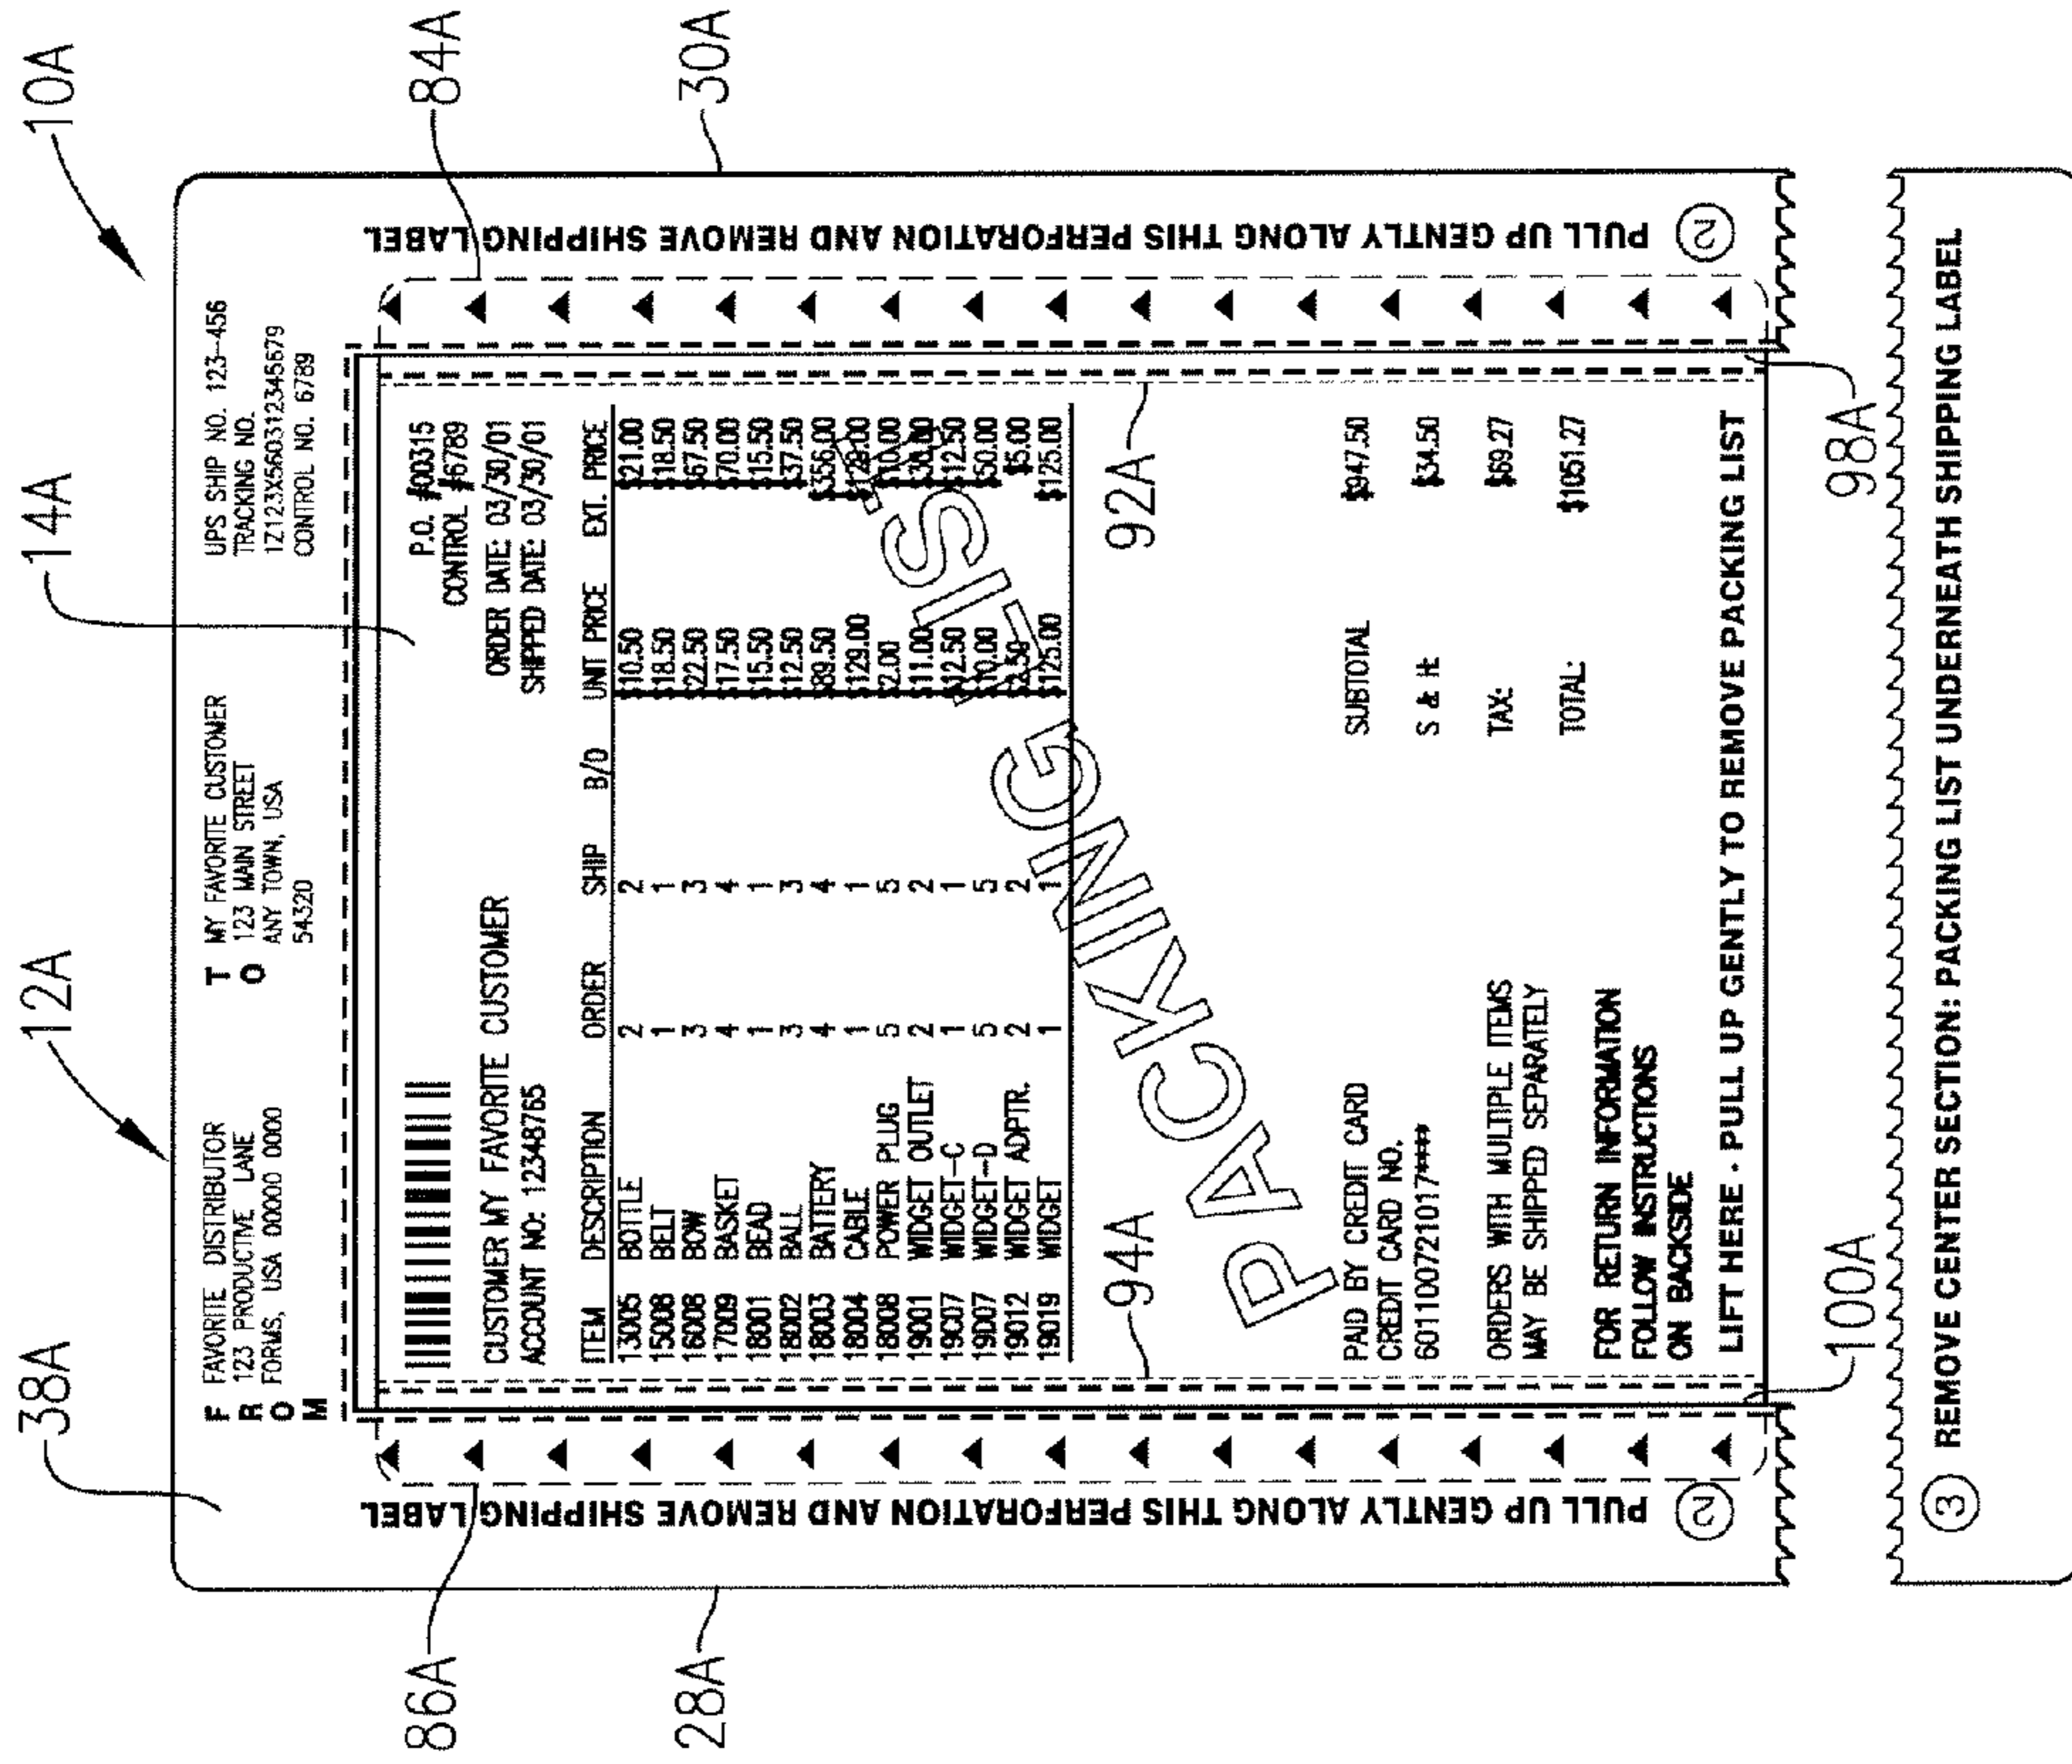 10A
12A
14A
38A
84A
86A
28A
30A
F R O M
FAVORITE DISTRIBUTOR
123 PRODUCTIVE LANE
FORMS, USA 00000 0000
T O
MY FAVORITE CUSTOMER
123 MAIN STREET
ANY TOWN, USA
54320
UPS SHIP NO. 123-456
TRACKING NO.
1Z123X56031234567​9
CONTROL NO. 6789
P.O. #00315
CONTROL #6789
CUSTOMER MY FAVORITE CUSTOMER ORDER DATE: 03/30/01
ACCOUNT NO: 12348765 SHIPPED DATE: 03/30/01
ITEM DESCRIPTION ORDER SHIP B/O UNIT PRICE EXT. PRICE
13005 BOTTLE 2 2 $10.50 $21.00
15008 BELT 1 1 $18.50 $18.50
16008 BOW 3 3 $22.50 $67.50
17009 BASKET 4 4 $17.50 $70.00
18001 BEAD 1 1 $15.50 $15.50
18002 BALL 3 3 $12.50 $37.50
18003 BATTERY 4 4 $89.50 $356.00
18004 CABLE 1 1 $129.00 $129.00
18008 POWER PLUG 5 5 $2.00 $10.00
19001 WIDGET OUTLET 2 2 $11.00 $30.00
19C07 WIDGET-C 1 1 $12.50 $12.50
19D07 WIDGET-D 5 5 $10.00 $50.00
19012 WIDGET ADPTR. 2 2 $2.50 $5.00
19019 WIDGET 1 1 $125.00 $125.00
PACKING LIST
94A
92A
PAID BY CREDIT CARD SUBTOTAL $947.50
CREDIT CARD NO.
6011007221017**** S & H: $34.50
ORDERS WITH MULTIPLE ITEMS TAX: $69.27
MAY BE SHIPPED SEPARATELY
TOTAL: $1051.27
FOR RETURN INFORMATION
FOLLOW INSTRUCTIONS
ON BACKSIDE
LIFT HERE - PULL UP GENTLY TO REMOVE PACKING LIST
PULL UP GENTLY ALONG THIS PERFORATION AND REMOVE SHIPPING LABEL
2
PULL UP GENTLY ALONG THIS PERFORATION AND REMOVE SHIPPING LABEL
2
100A
98A
3 REMOVE CENTER SECTION: PACKING LIST UNDERNEATH SHIPPING LABEL